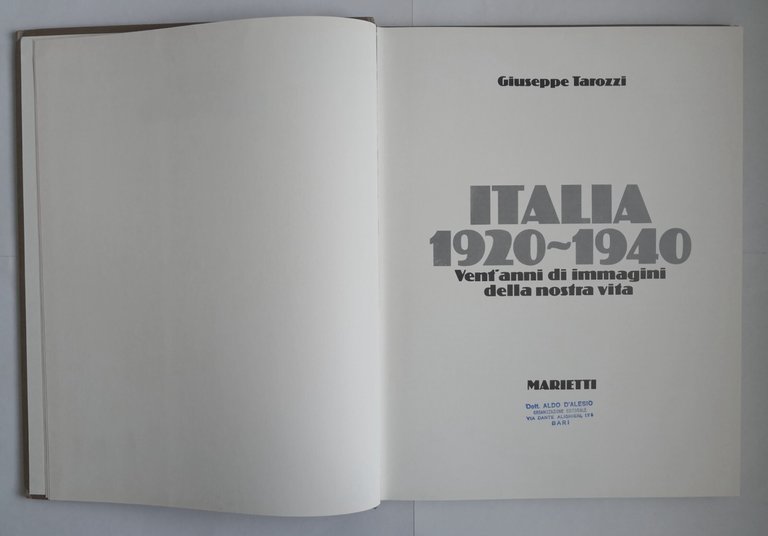 Giuseppe Tarozzi
ITALIA
1920~1940
Vent'anni di immagini
della nostra vita
MARIETTI
Dott. ALDO D'ALESIO
ORGANIZZAZIONE EDITORIALE
VIA DANTE ALIGHIERI, 174
BARI